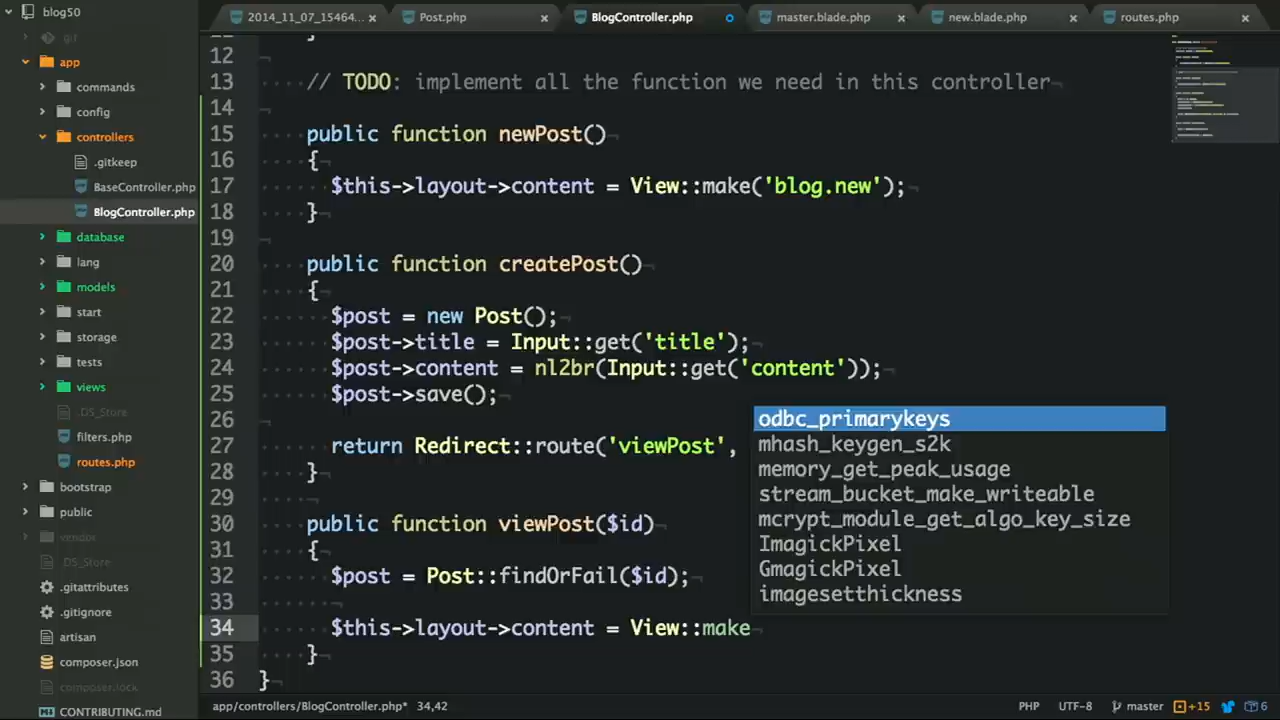 blog50
2014_11_07_15464...
Post.php
BlogController.php
master.blade.php
new.blade.php
routes.php
.git
app
commands
config
controllers
.gitkeep
BaseController.php
BlogController.php
database
lang
models
start
storage
tests
views
.DS_Store
filters.php
routes.php
bootstrap
public
vendor
.DS_Store
.gitattributes
.gitignore
artisan
composer.json
composer.lock
CONTRIBUTING.md
12
13 // TODO: implement all the function we need in this controller
14
15 public function newPost()
16 {
17 $this->layout->content = View::make('blog.new');
18 }
19
20 public function createPost()
21 {
22 $post = new Post();
23 $post->title = Input::get('title');
24 $post->content = nl2br(Input::get('content'));
25 $post->save();
26
27 return Redirect::route('viewPost',
28 }
29
30 public function viewPost($id)
31 {
32 $post = Post::findOrFail($id);
33
34 $this->layout->content = View::make
35 }
36 }
odbc_primarykeys
mhash_keygen_s2k
memory_get_peak_usage
stream_bucket_make_writeable
mcrypt_module_get_algo_key_size
ImagickPixel
GmagickPixel
imagesetthickness
app/controllers/BlogController.php* 34,42
PHP UTF-8 master +15 6